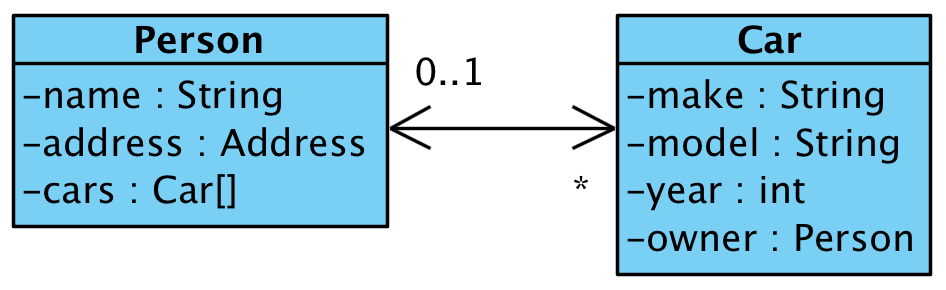 Person
-name : String
-address : Address
-cars : Car[]
0..1
*
Car
-make : String
-model : String
-year : int
-owner : Person